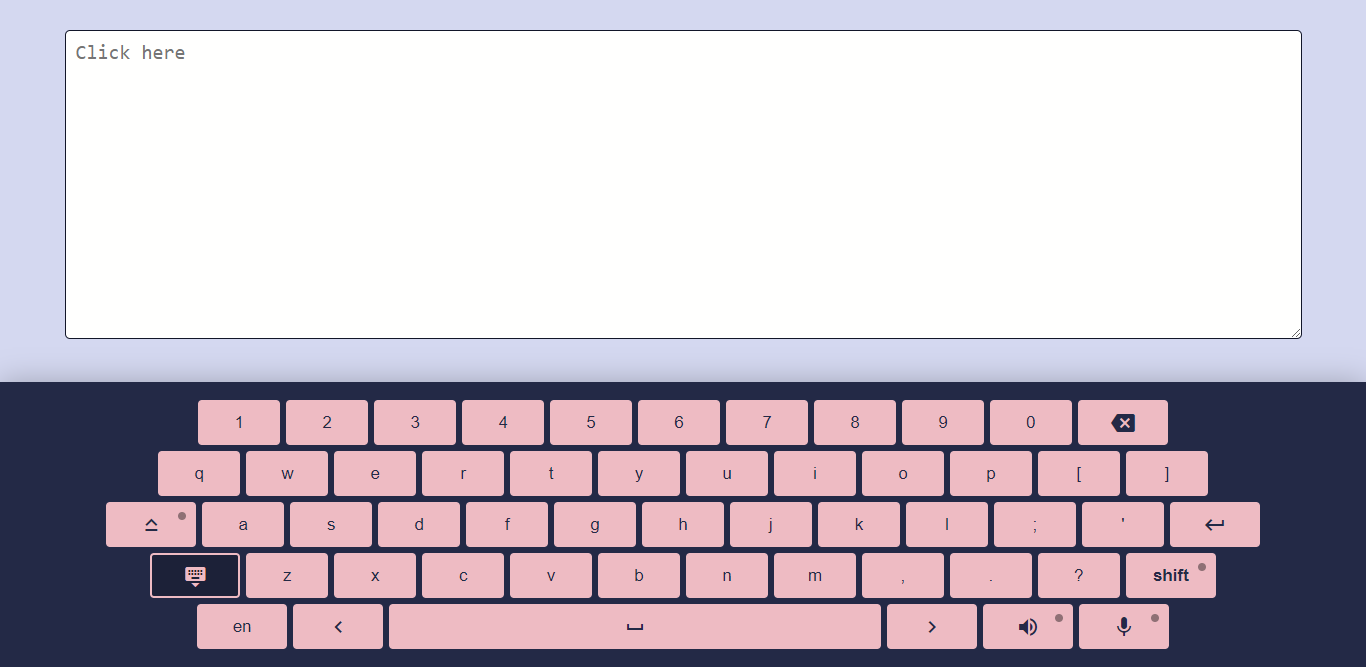 Click here
1 2 3 4 5 6 7 8 9 0
q w e r t y u i o p [ ]
a s d f g h j k l ; '
z x c v b n m , . ? shift
en < >